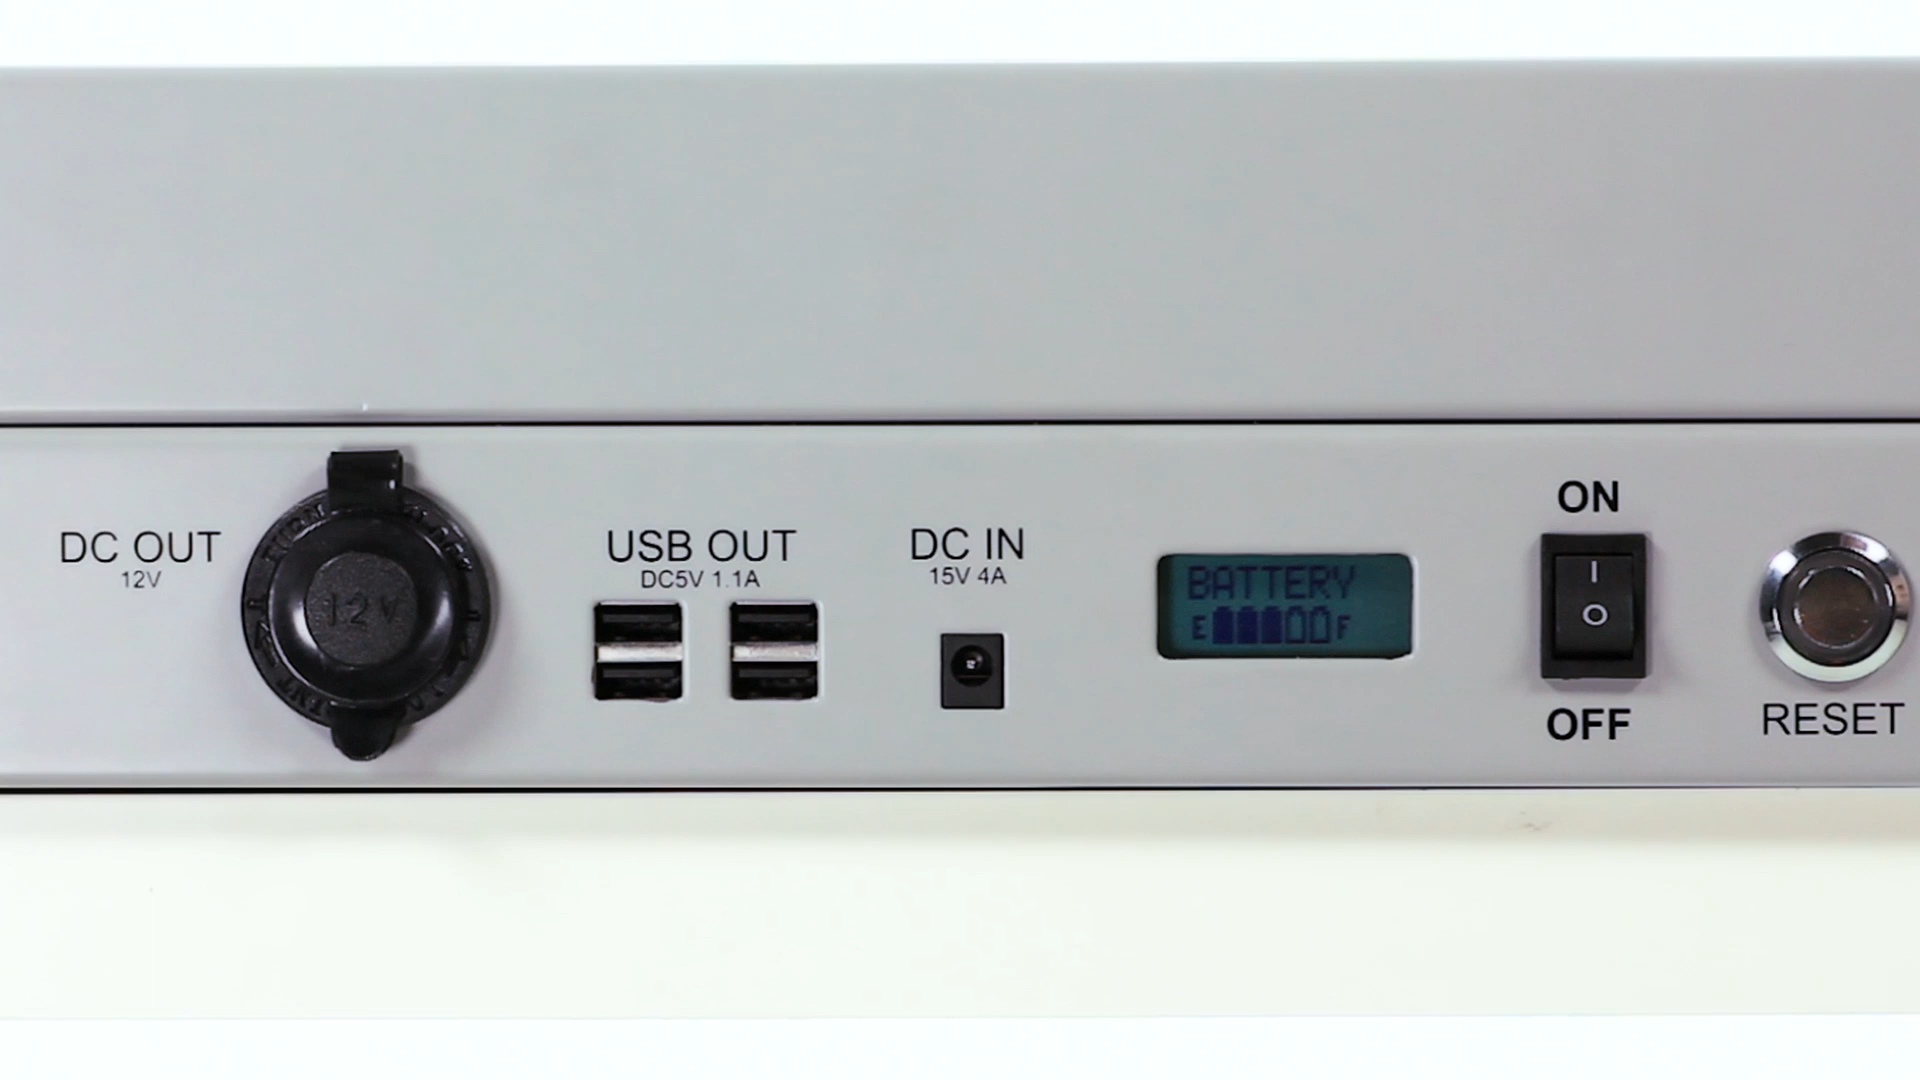 DC OUT
12V
12V
USB OUT
DC5V 1.1A
DC IN
15V 4A
BATTERY
E F
ON
OFF
RESET